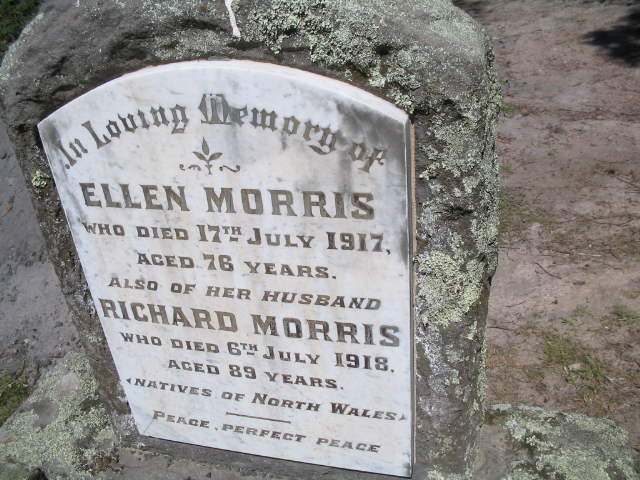 In Loving Memory of
ELLEN MORRIS
WHO DIED 17TH JULY 1917,
AGED 76 YEARS.
ALSO OF HER HUSBAND
RICHARD MORRIS
WHO DIED 6TH JULY 1918,
AGED 89 YEARS.
(NATIVES OF NORTH WALES)
PEACE, PERFECT PEACE